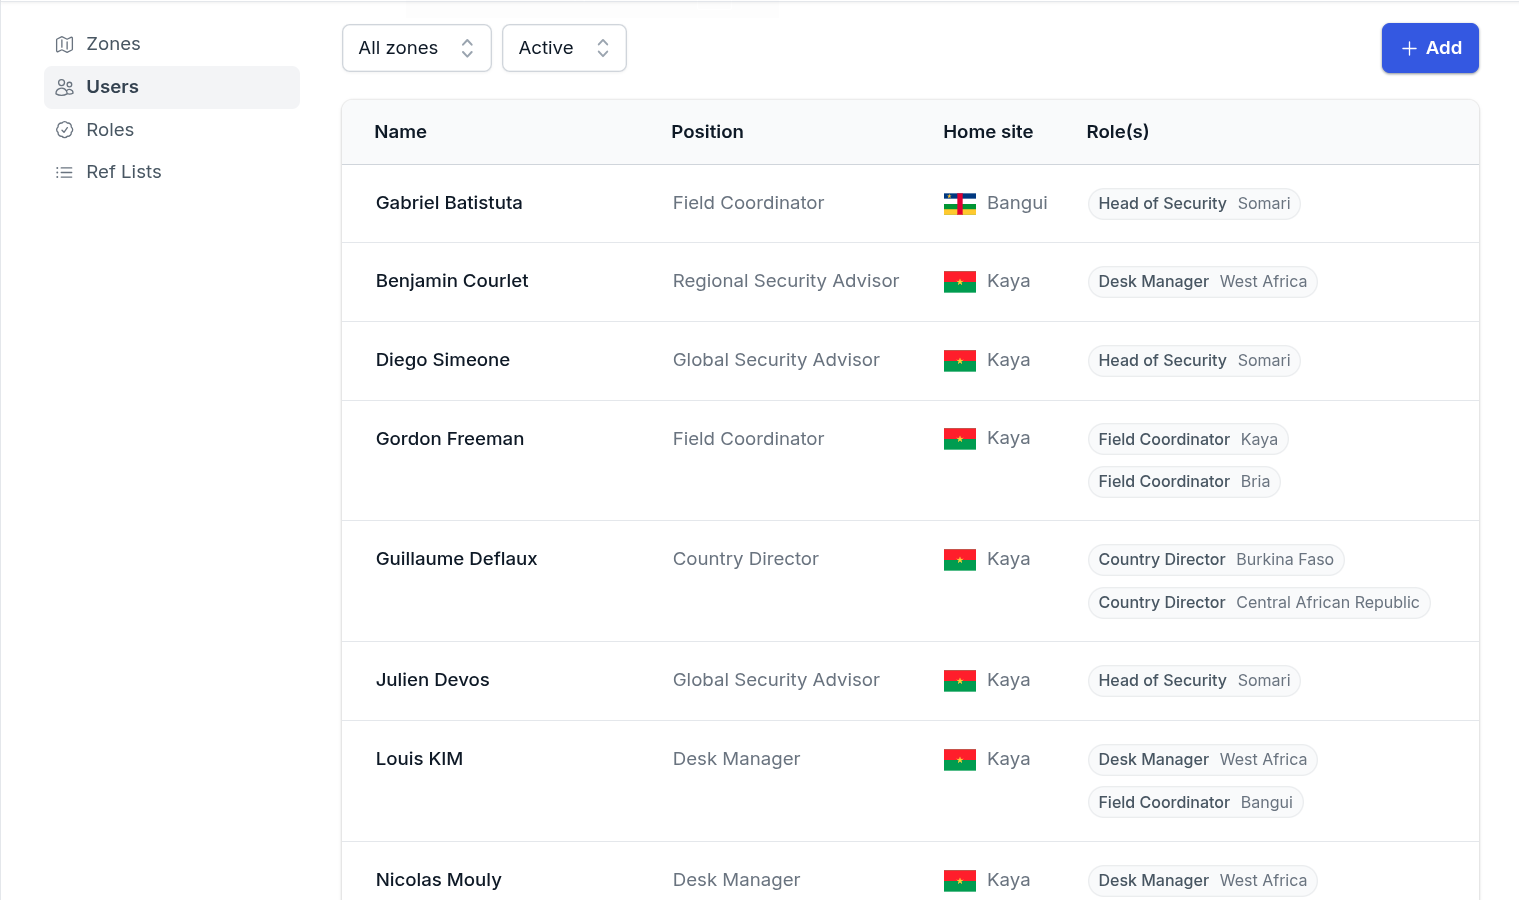 Zones
Users
Roles
Ref Lists
All zones Active + Add
Name Position Home site Role(s)
Gabriel Batistuta Field Coordinator Bangui Head of Security Somari
Benjamin Courlet Regional Security Advisor Kaya Desk Manager West Africa
Diego Simeone Global Security Advisor Kaya Head of Security Somari
Gordon Freeman Field Coordinator Kaya Field Coordinator Kaya
Field Coordinator Bria
Guillaume Deflaux Country Director Kaya Country Director Burkina Faso
Country Director Central African Republic
Julien Devos Global Security Advisor Kaya Head of Security Somari
Louis KIM Desk Manager Kaya Desk Manager West Africa
Field Coordinator Bangui
Nicolas Mouly Desk Manager Kaya Desk Manager West Africa